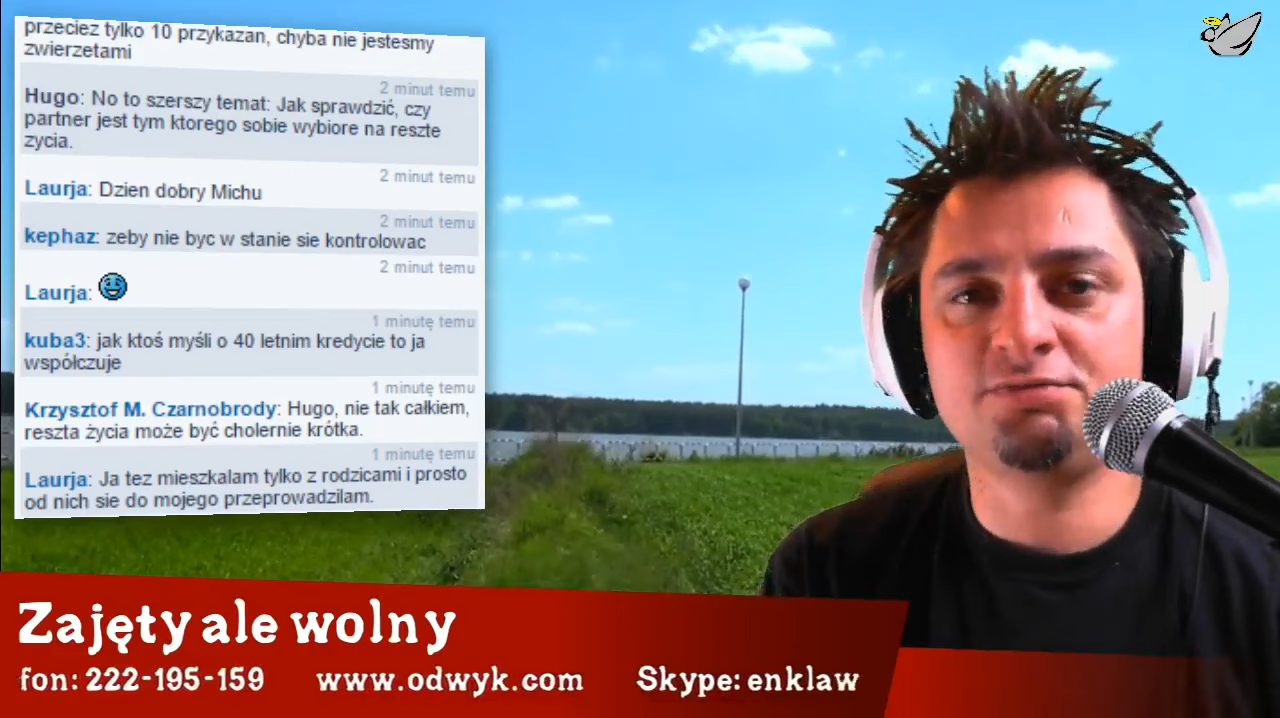 przeciez tylko 10 przykazan, chyba nie jestesmy
zwierzetami
2 minut temu
Hugo: No to szerszy temat: Jak sprawdzić, czy
partner jest tym ktorego sobie wybiore na reszte
zycia.
2 minut temu
Laurja: Dzien dobry Michu
2 minut temu
kephaz: zeby nie byc w stanie sie kontrolowac
2 minut temu
Laurja:
1 minutę temu
kuba3: jak ktoś myśli o 40 letnim kredycie to ja
współczuje
1 minutę temu
Krzysztof M. Czarnobrody: Hugo, nie tak całkiem,
reszta życia może być cholernie krótka.
1 minutę temu
Laurja: Ja tez mieszkalam tylko z rodzicami i prosto
od nich sie do mojego przeprowadzilam.
Zajęty ale wolny
fon: 222-195-159 www.odwyk.com Skype: enklaw